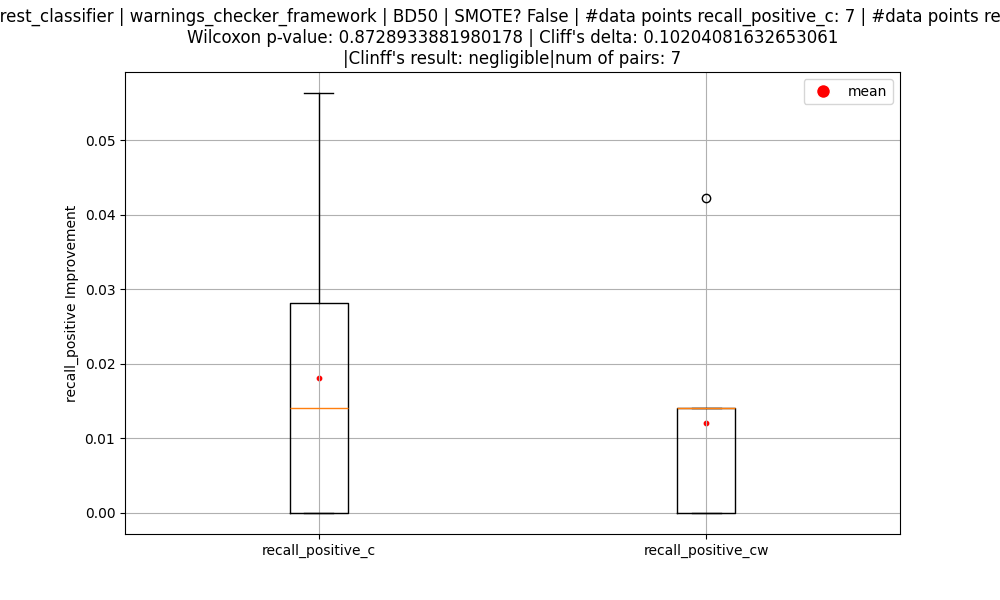 rest_classifier | warnings_checker_framework | BD50 | SMOTE? False | #data points recall_positive_c: 7 | #data points re
Wilcoxon p-value: 0.8728933881980178 | Cliff's delta: 0.10204081632653061
|Clinff's result: negligible|num of pairs: 7
mean
0.05
0.04
0.03
0.02
0.01
0.00
recall_positive Improvement
recall_positive_c
recall_positive_cw